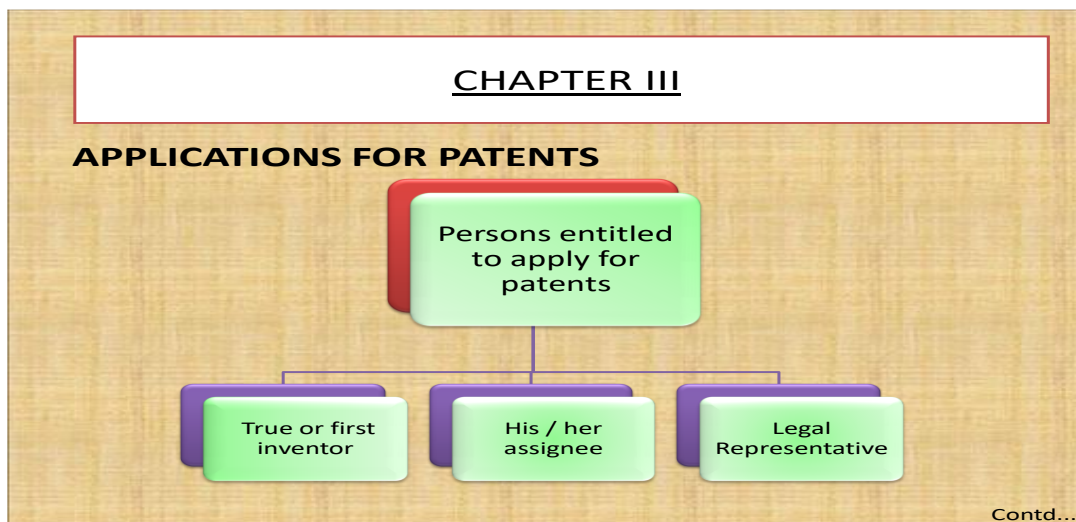 CHAPTER III
APPLICATIONS FOR PATENTS
Persons entitled
to apply for
patents
True or first
inventor
His / her
assignee
Legal
Representative
Contd...